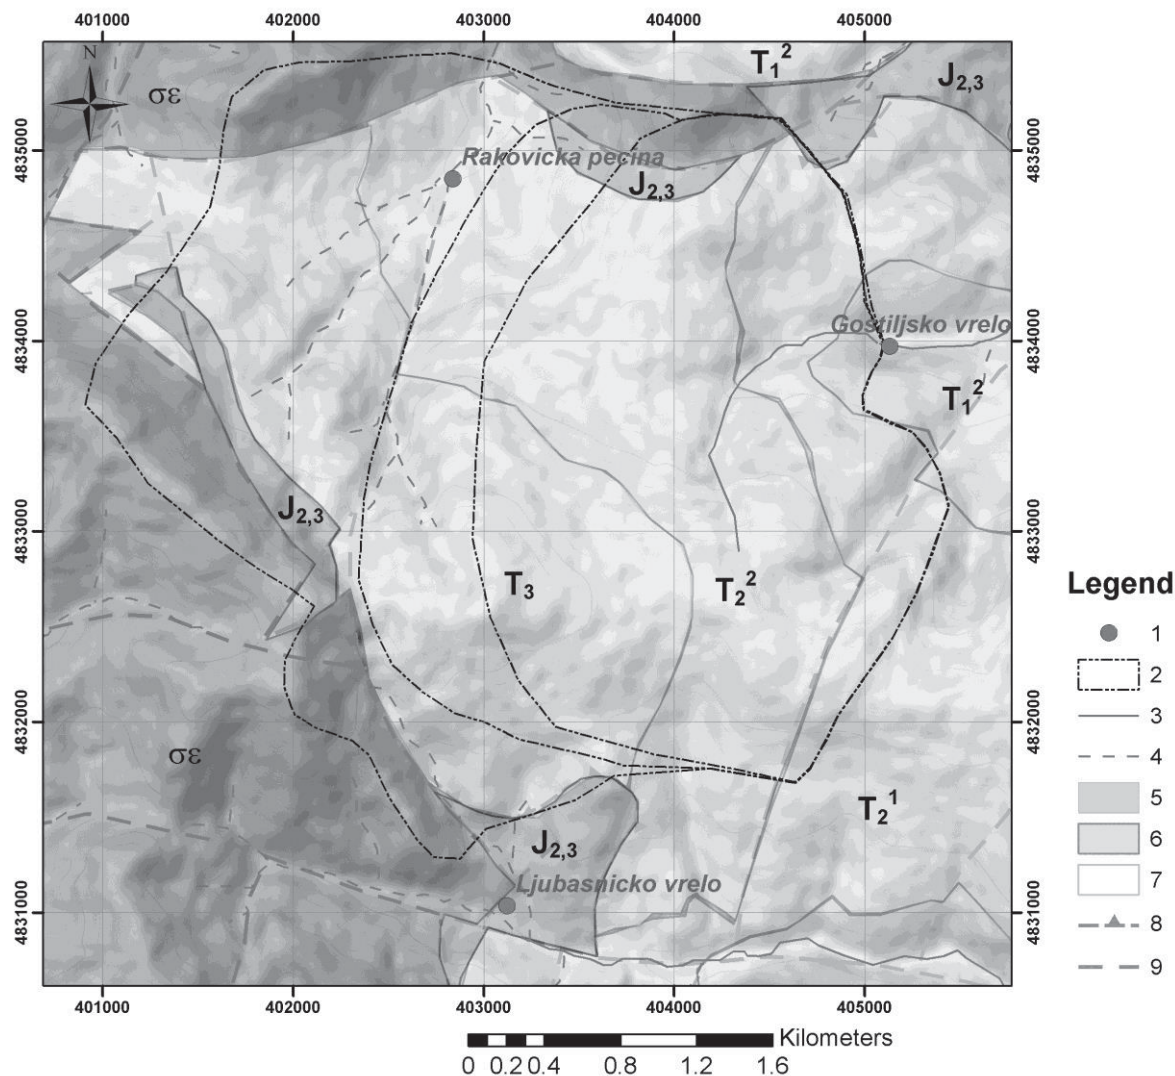 401000 402000 403000 404000 405000
N
4835000
4834000
4833000
4832000
4831000
σε
T₁²
J₂,₃
Rakovicka pecina
J₂,₃
Gostiljsko vrelo
T₁²
J₂,₃
T₃
T₂²
σε
T₂¹
J₂,₃
Ljubasnicko vrelo
4835000
4834000
4833000
4832000
4831000
401000 402000 403000 404000 405000
Kilometers
0 0.2 0.4 0.8 1.2 1.6
Legend
1
2
3
4
5
6
7
8
9